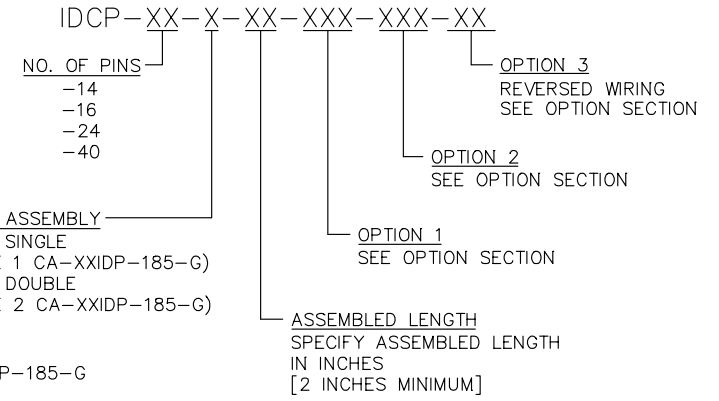 IDCP-XX-X-XX-XXX-XXX-XX
NO. OF PINS
-14
-16
-24
-40
OPTION 3
REVERSED WIRING
SEE OPTION SECTION
OPTION 2
SEE OPTION SECTION
ASSEMBLY
SINGLE
1 CA-XXIDP-185-G)
DOUBLE
2 CA-XXIDP-185-G)
OPTION 1
SEE OPTION SECTION
ASSEMBLED LENGTH
SPECIFY ASSEMBLED LENGTH
IN INCHES
[2 INCHES MINIMUM]
P-185-G